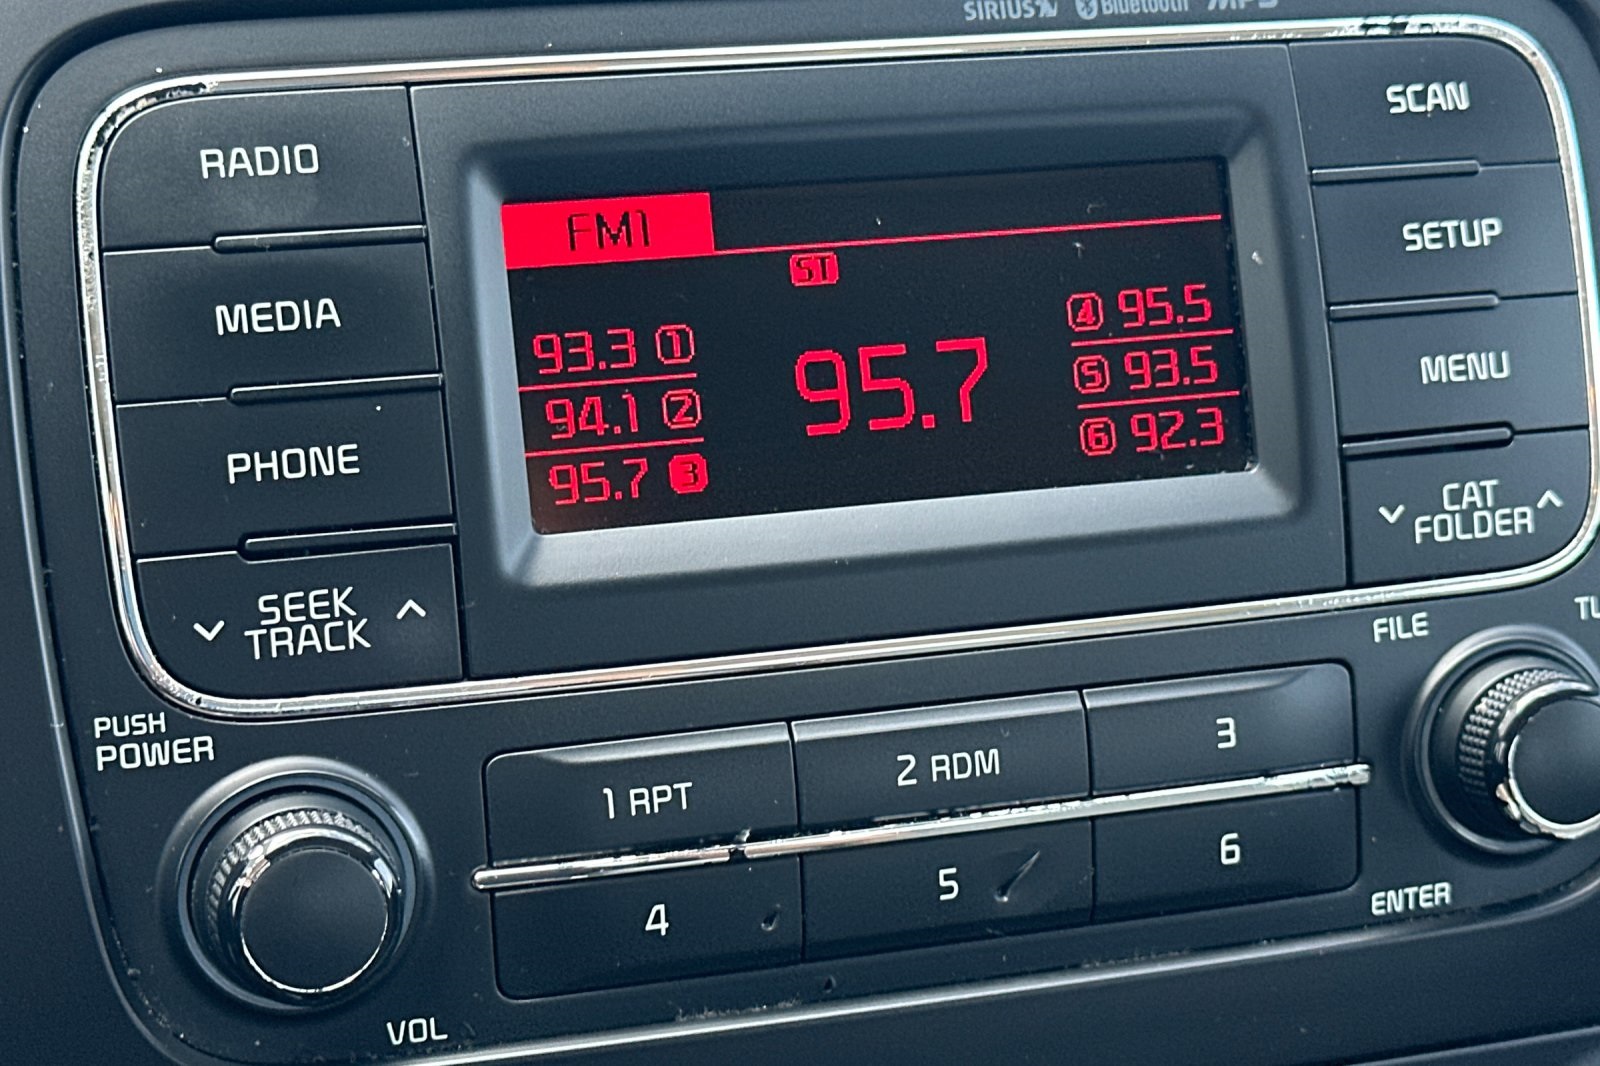 SIRIUS Bluetooth MP3
RADIO
MEDIA
PHONE
SEEK
TRACK
FM1
ST
93.3 1
94.1 2
95.7 3
95.7
4 95.5
5 93.5
6 92.3
SCAN
SETUP
MENU
CAT
FOLDER
PUSH
POWER
VOL
1 RPT
2 RDM
3
4
5
6
FILE
ENTER